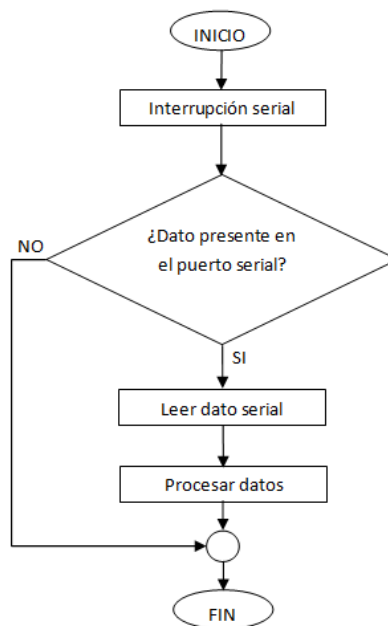 INICIO
Interrupción serial
¿Dato presente en
el puerto serial?
NO
SI
Leer dato serial
Procesar datos
FIN